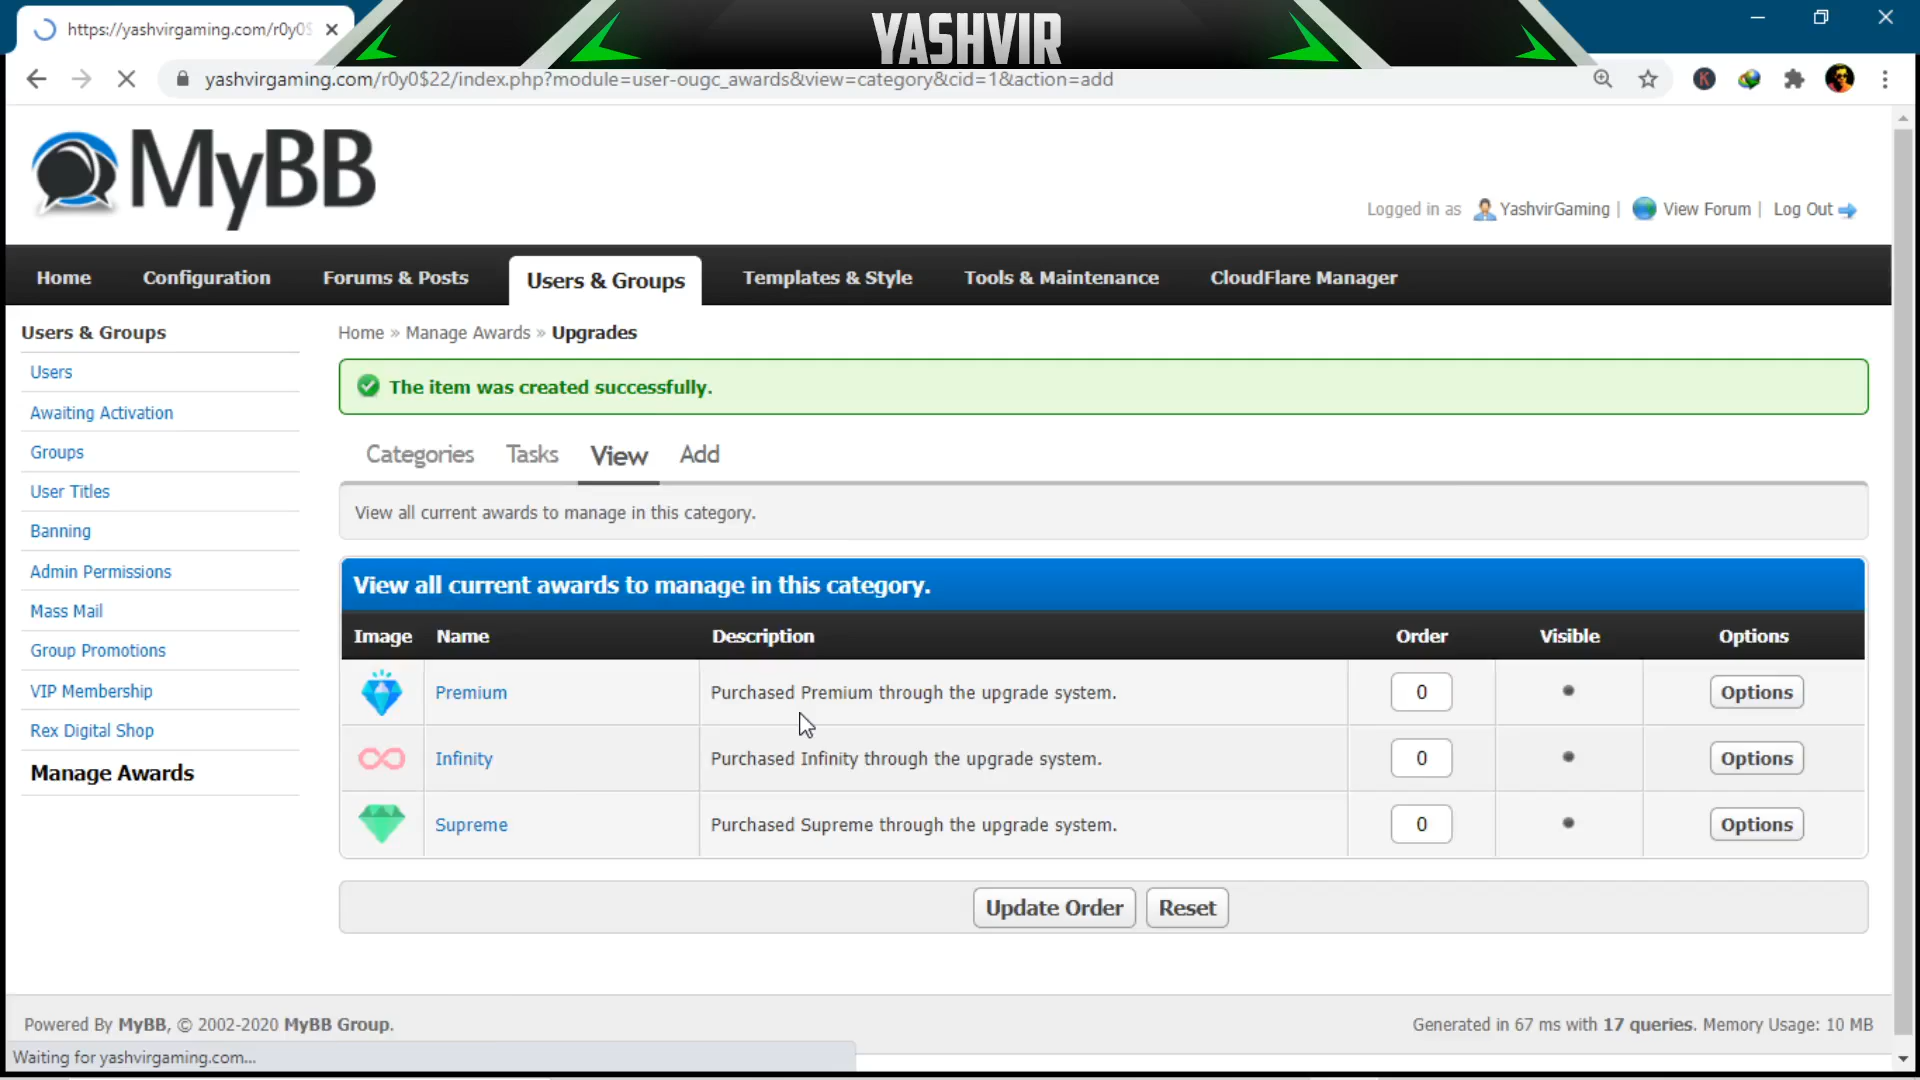 https://yashvirgaming.com/r0y0$
YASHVIR
yashvirgaming.com/r0y0$22/index.php?module=user-ougc_awards&view=category&cid=1&action=add
K
MyBB
Logged in as YashvirGaming | View Forum | Log Out
Home Configuration Forums & Posts Users & Groups Templates & Style Tools & Maintenance CloudFlare Manager
Users & Groups
Users
Awaiting Activation
Groups
User Titles
Banning
Admin Permissions
Mass Mail
Group Promotions
VIP Membership
Rex Digital Shop
Manage Awards
Home » Manage Awards » Upgrades
The item was created successfully.
Categories Tasks View Add
View all current awards to manage in this category.
View all current awards to manage in this category.
Image Name Description Order Visible Options
Premium Purchased Premium through the upgrade system. 0 Options
Infinity Purchased Infinity through the upgrade system. 0 Options
Supreme Purchased Supreme through the upgrade system. 0 Options
Update Order Reset
Powered By MyBB, © 2002-2020 MyBB Group.
Generated in 67 ms with 17 queries. Memory Usage: 10 MB
Waiting for yashvirgaming.com...